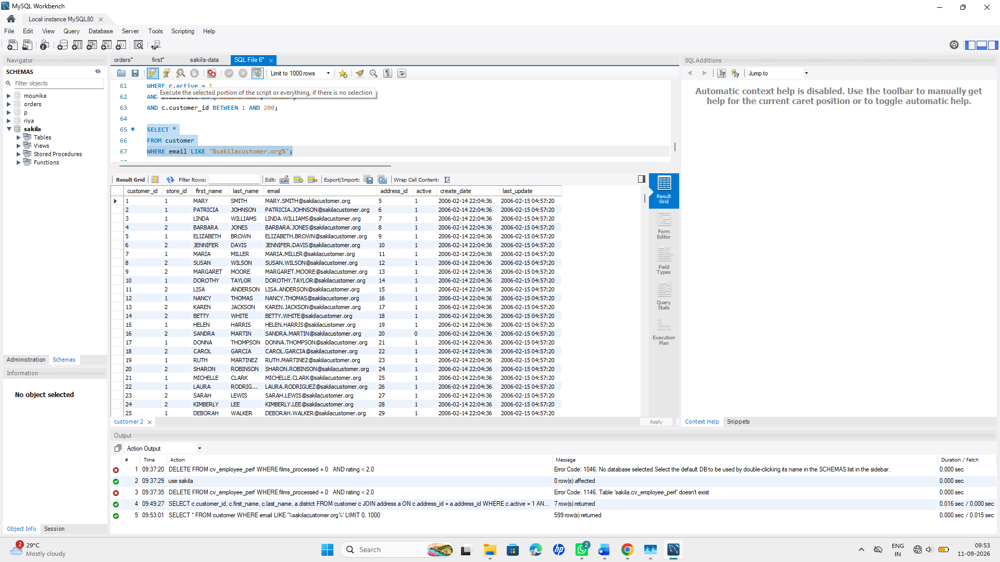 MySQL Workbench
Local instance MySQL80
File Edit View Query Database Server Tools Scripting Help
Navigator
SCHEMAS
Filter objects
mounika
orders
p
riya
sakila
Tables
Views
Stored Procedures
Functions
Administration Schemas
Information
No object selected
Object Info Session
orders* first* sakila-data SQL File 6*
Limit to 1000 rows
61 WHERE c.active = 1
Execute the selected portion of the script or everything, if there is no selection
62 AND
63 AND c.customer_id BETWEEN 1 AND 200;
64
65 SELECT *
66 FROM customer
67 WHERE email LIKE '%sakilacustomer.org%';
Result Grid Filter Rows: Edit: Export/Import: Wrap Cell Content:
customer_id store_id first_name last_name email address_id active create_date last_update
1 1 MARY SMITH MARY.SMITH@sakilacustomer.org 5 1 2006-02-14 22:04:36 2006-02-15 04:57:20
2 1 PATRICIA JOHNSON PATRICIA.JOHNSON@sakilacustomer.org 6 1 2006-02-14 22:04:36 2006-02-15 04:57:20
3 1 LINDA WILLIAMS LINDA.WILLIAMS@sakilacustomer.org 7 1 2006-02-14 22:04:36 2006-02-15 04:57:20
4 2 BARBARA JONES BARBARA.JONES@sakilacustomer.org 8 1 2006-02-14 22:04:36 2006-02-15 04:57:20
5 1 ELIZABETH BROWN ELIZABETH.BROWN@sakilacustomer.org 9 1 2006-02-14 22:04:36 2006-02-15 04:57:20
6 2 JENNIFER DAVIS JENNIFER.DAVIS@sakilacustomer.org 10 1 2006-02-14 22:04:36 2006-02-15 04:57:20
7 1 MARIA MILLER MARIA.MILLER@sakilacustomer.org 11 1 2006-02-14 22:04:36 2006-02-15 04:57:20
8 2 SUSAN WILSON SUSAN.WILSON@sakilacustomer.org 12 1 2006-02-14 22:04:36 2006-02-15 04:57:20
9 2 MARGARET MOORE MARGARET.MOORE@sakilacustomer.org 13 1 2006-02-14 22:04:36 2006-02-15 04:57:20
10 1 DOROTHY TAYLOR DOROTHY.TAYLOR@sakilacustomer.org 14 1 2006-02-14 22:04:36 2006-02-15 04:57:20
11 2 LISA ANDERSON LISA.ANDERSON@sakilacustomer.org 15 1 2006-02-14 22:04:36 2006-02-15 04:57:20
12 1 NANCY THOMAS NANCY.THOMAS@sakilacustomer.org 16 1 2006-02-14 22:04:36 2006-02-15 04:57:20
13 2 KAREN JACKSON KAREN.JACKSON@sakilacustomer.org 17 1 2006-02-14 22:04:36 2006-02-15 04:57:20
14 2 BETTY WHITE BETTY.WHITE@sakilacustomer.org 18 1 2006-02-14 22:04:36 2006-02-15 04:57:20
15 1 HELEN HARRIS HELEN.HARRIS@sakilacustomer.org 19 1 2006-02-14 22:04:36 2006-02-15 04:57:20
16 2 SANDRA MARTIN SANDRA.MARTIN@sakilacustomer.org 20 0 2006-02-14 22:04:36 2006-02-15 04:57:20
17 1 DONNA THOMPSON DONNA.THOMPSON@sakilacustomer.org 21 1 2006-02-14 22:04:36 2006-02-15 04:57:20
18 2 CAROL GARCIA CAROL.GARCIA@sakilacustomer.org 22 1 2006-02-14 22:04:36 2006-02-15 04:57:20
19 1 RUTH MARTINEZ RUTH.MARTINEZ@sakilacustomer.org 23 1 2006-02-14 22:04:36 2006-02-15 04:57:20
20 2 SHARON ROBINSON SHARON.ROBINSON@sakilacustomer.org 24 1 2006-02-14 22:04:36 2006-02-15 04:57:20
21 1 MICHELLE CLARK MICHELLE.CLARK@sakilacustomer.org 25 1 2006-02-14 22:04:36 2006-02-15 04:57:20
22 1 LAURA RODRIG... LAURA.RODRIGUEZ@sakilacustomer.org 26 1 2006-02-14 22:04:36 2006-02-15 04:57:20
23 2 SARAH LEWIS SARAH.LEWIS@sakilacustomer.org 27 1 2006-02-14 22:04:36 2006-02-15 04:57:20
24 2 KIMBERLY LEE KIMBERLY.LEE@sakilacustomer.org 28 1 2006-02-14 22:04:36 2006-02-15 04:57:20
25 1 DEBORAH WALKER DEBORAH.WALKER@sakilacustomer.org 29 1 2006-02-14 22:04:36 2006-02-15 04:57:20
customer 2
Apply
Result Grid
Form Editor
Field Types
Query Stats
Execution Plan
SQLAdditions
Jump to
Automatic context help is disabled. Use the toolbar to manually get
help for the current caret position or to toggle automatic help.
Context Help Snippets
Output
Action Output
# Time Action Message Duration / Fetch
1 09:37:20 DELETE FROM cv_employee_perf WHERE films_processed = 0 AND rating < 2.0 Error Code: 1046. No database selected Select the default DB to be used by double-clicking its name in the SCHEMAS list in the sidebar. 0.000 sec
2 09:37:29 use sakila 0 row(s) affected 0.000 sec
3 09:37:35 DELETE FROM cv_employee_perf WHERE films_processed = 0 AND rating < 2.0 Error Code: 1146. Table 'sakila.cv_employee_perf' doesn't exist 0.000 sec
4 09:49:27 SELECT c.customer_id, c.first_name, c.last_name, a.district FROM customer c JOIN address a ON c.address_id = a.address_id WHERE c.active = 1 AN... 7 row(s) returned 0.016 sec / 0.000 sec
5 09:53:01 SELECT * FROM customer WHERE email LIKE '%sakilacustomer.org%' LIMIT 0, 1000 599 row(s) returned 0.000 sec / 0.015 sec
2
29°C
Mostly cloudy
Search
hp
2
ENG
IN
09:53
11-09-2026